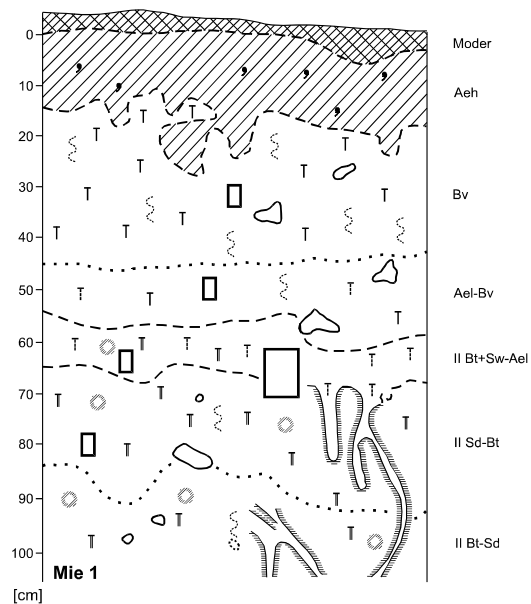 0
Moder
10
Aeh
20
30
Bv
40
50
Ael-Bv
60
II Bt+Sw-Ael
70
80
II Sd-Bt
90
100
II Bt-Sd
Mie 1
[cm]